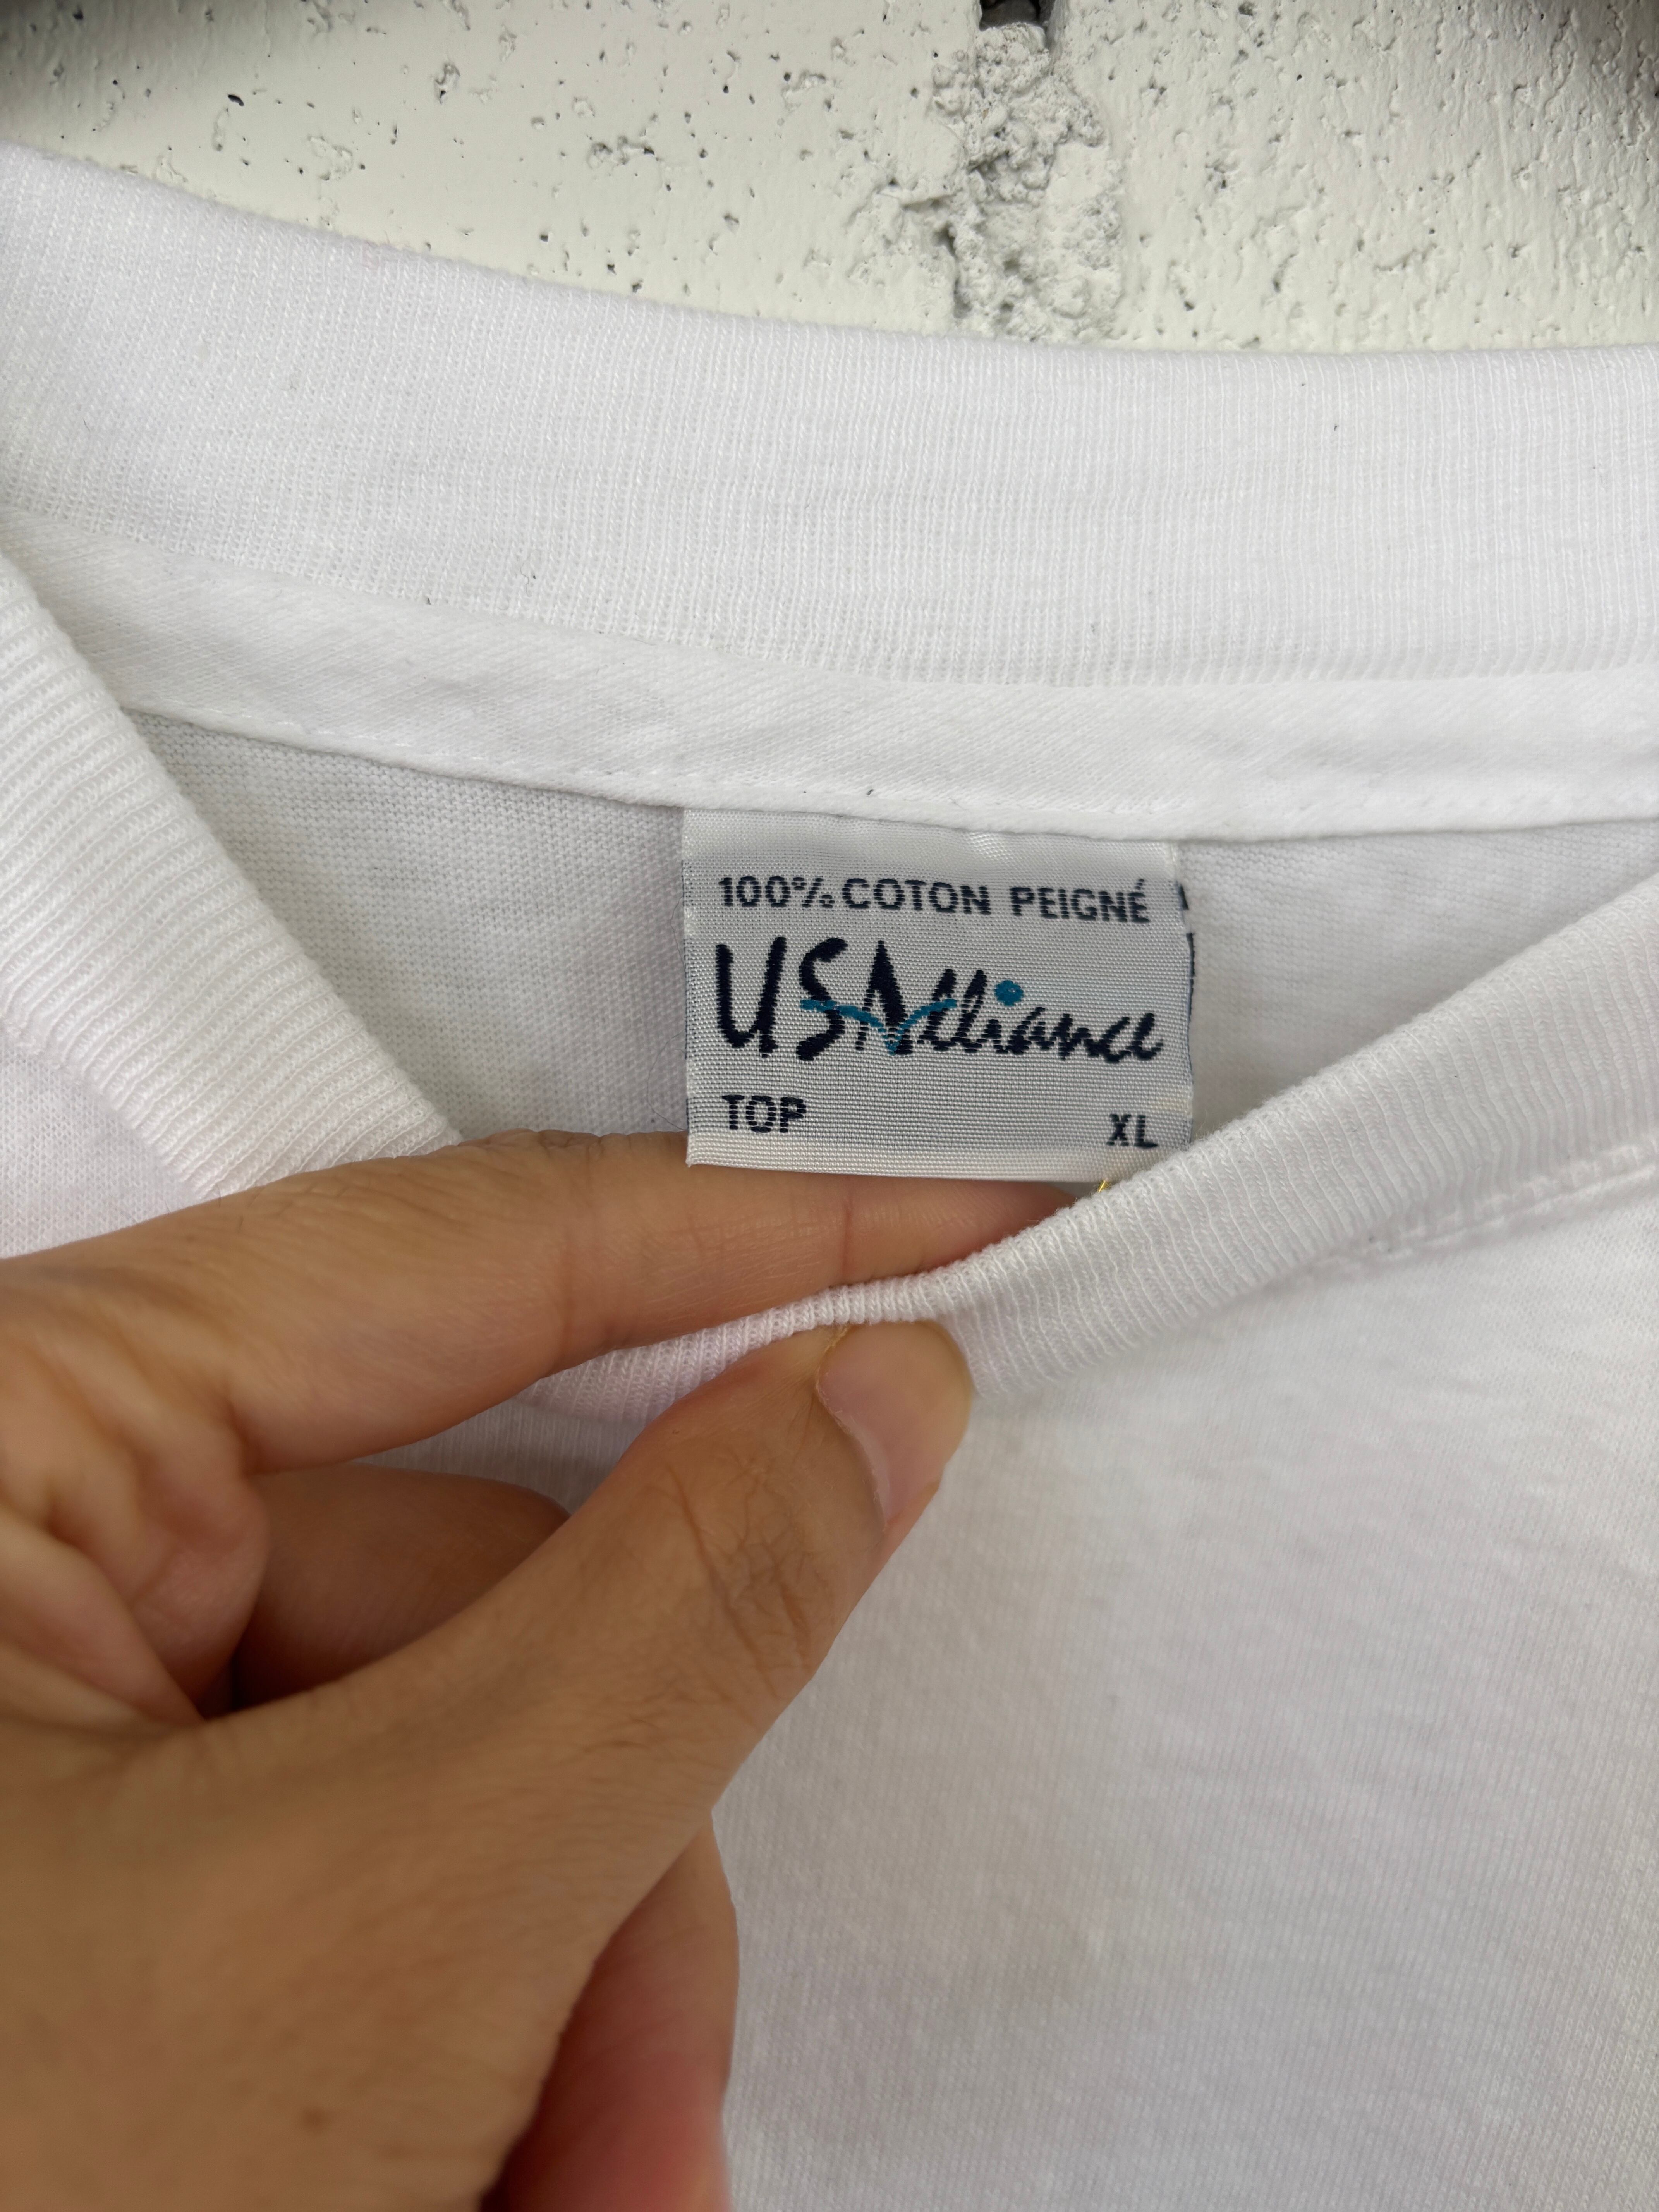 100% COTON PEIGNÉ
USAlliance
TOP XL